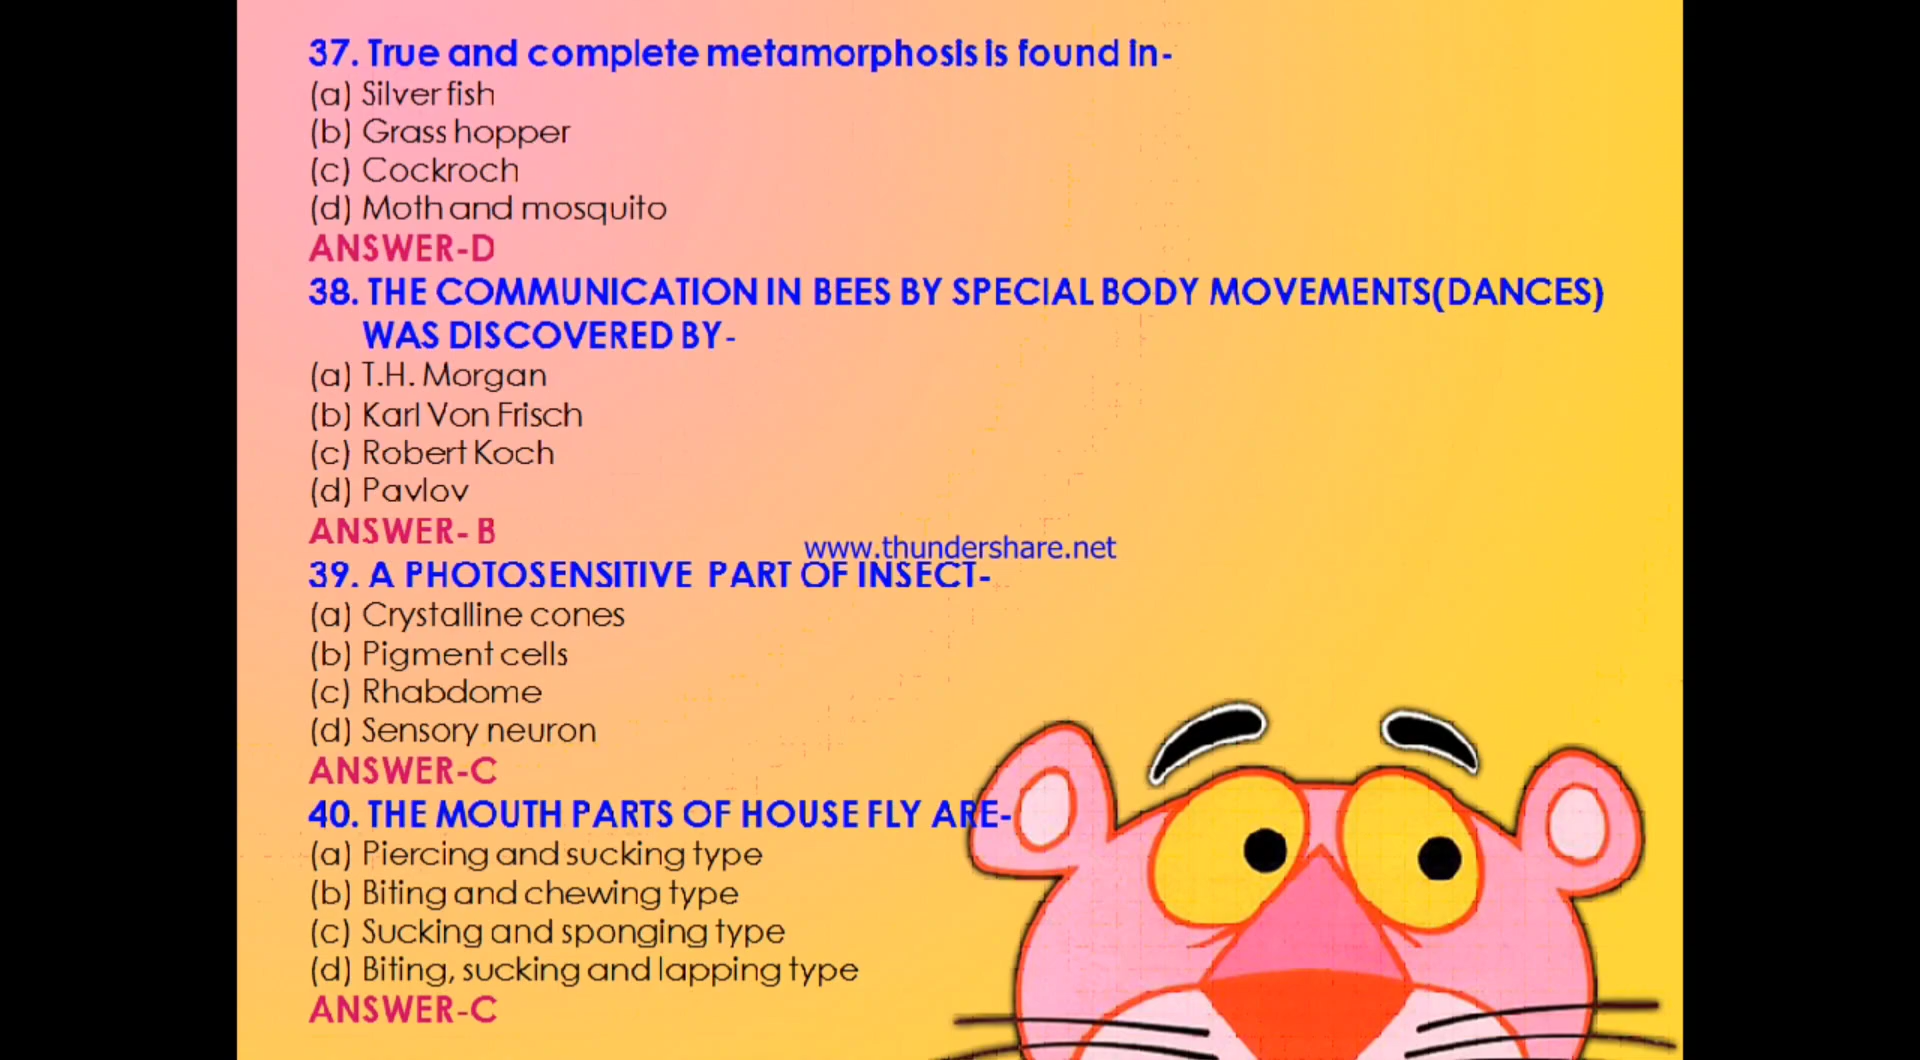 37. True and complete metamorphosis is found in-
(a) Silver fish
(b) Grass hopper
(c) Cockroch
(d) Moth and mosquito
ANSWER-D
38. THE COMMUNICATION IN BEES BY SPECIAL BODY MOVEMENTS(DANCES)
WAS DISCOVERED BY-
(a) T.H. Morgan
(b) Karl Von Frisch
(c) Robert Koch
(d) Pavlov
ANSWER- B
www.thundershare.net
39. A PHOTOSENSITIVE PART OF INSECT-
(a) Crystalline cones
(b) Pigment cells
(c) Rhabdome
(d) Sensory neuron
ANSWER-C
40. THE MOUTH PARTS OF HOUSE FLY ARE-
(a) Piercing and sucking type
(b) Biting and chewing type
(c) Sucking and sponging type
(d) Biting, sucking and lapping type
ANSWER-C